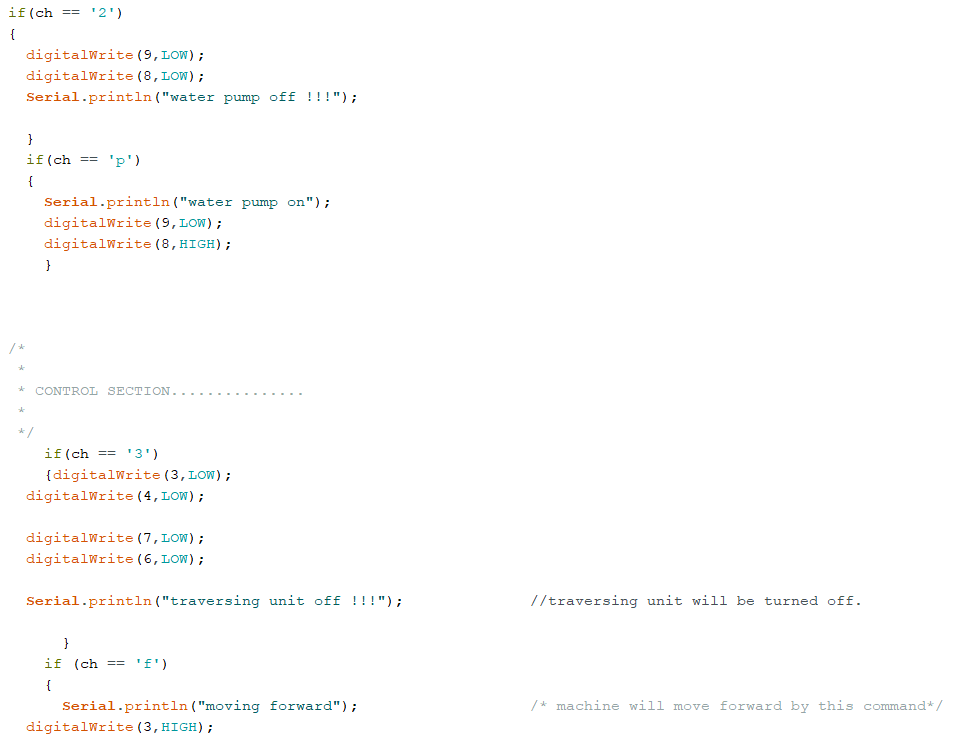 if(ch == '2')
{
digitalWrite(9,LOW);
digitalWrite(8,LOW);
Serial.println("water pump off !!!");
}
if(ch == 'p')
{
Serial.println("water pump on");
digitalWrite(9,LOW);
digitalWrite(8,HIGH);
}
/*
*
* CONTROL SECTION...............
*
*/
if(ch == '3')
{digitalWrite(3,LOW);
digitalWrite(4,LOW);
digitalWrite(7,LOW);
digitalWrite(6,LOW);
Serial.println("traversing unit off !!!"); //traversing unit will be turned off.
}
if (ch == 'f')
{
Serial.println("moving forward"); /* machine will move forward by this command*/
digitalWrite(3,HIGH);